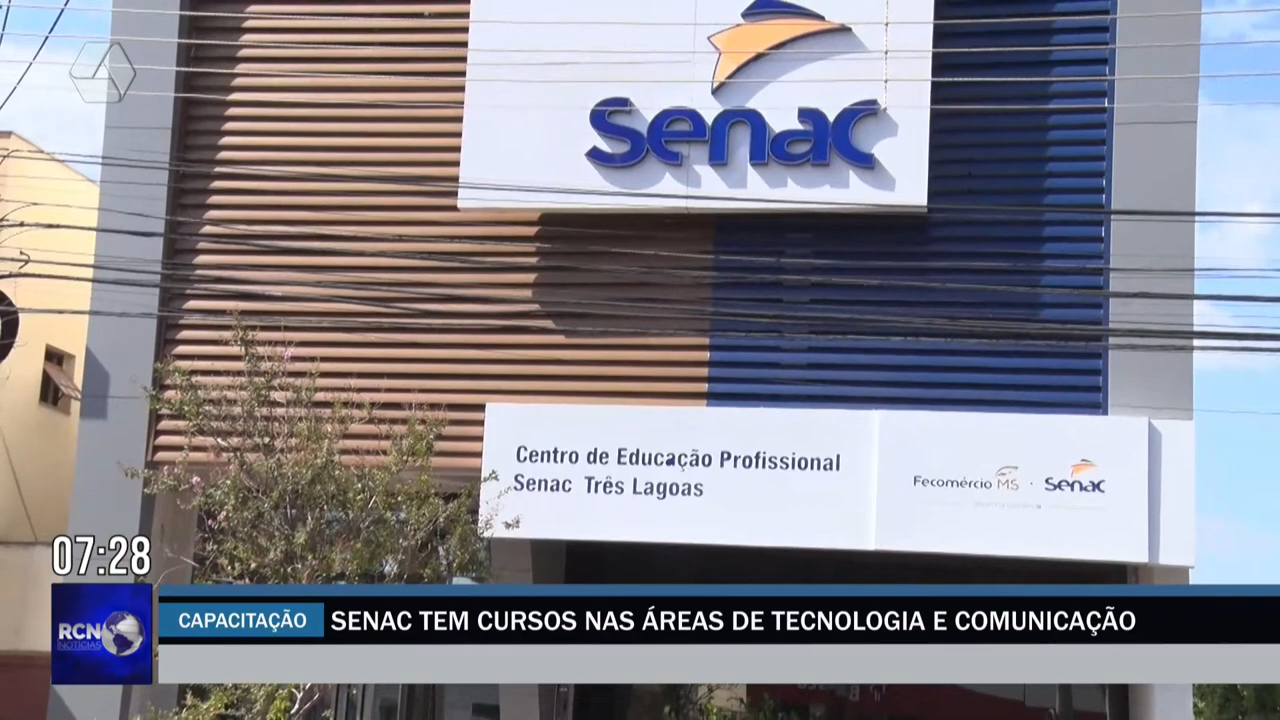 Senac
Centro de Educação Profissional
Senac Três Lagoas
Fecomércio MS · Senac
07:28
RCN
NOTÍCIAS
CAPACITAÇÃO
SENAC TEM CURSOS NAS ÁREAS DE TECNOLOGIA E COMUNICAÇÃO